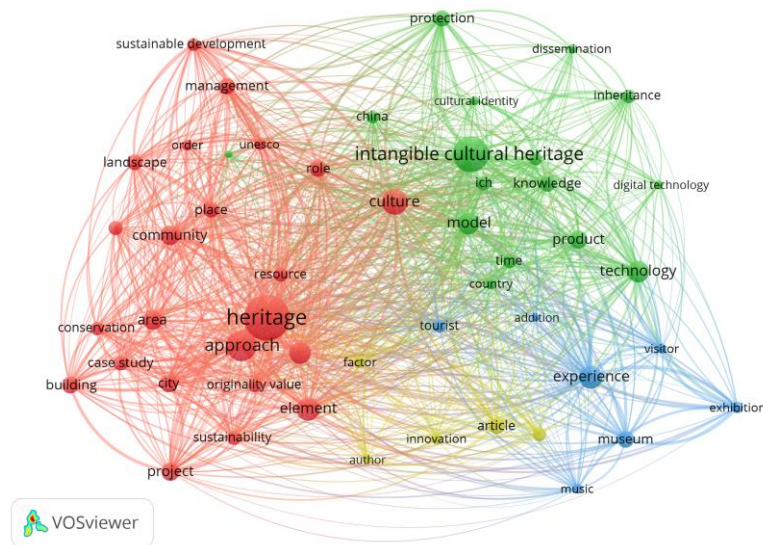 protection
sustainable development
dissemination
management
inheritance
cultural identity
china
order
unesco
intangible cultural heritage
landscape
role
ich
knowledge
digital technology
culture
place
model
community
product
time
technology
resource
country
heritage
area
addition
conservation
tourist
approach
visitor
case study
factor
experience
building
city
originality value
element
exhibition
article
sustainability
innovation
museum
author
project
music
VOSviewer